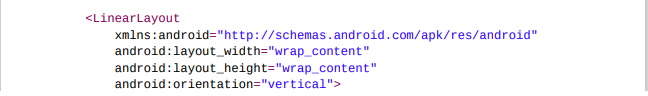 <LinearLayout
xmlns:android="http://schemas.android.com/apk/res/android"
android:layout_width="wrap_content"
android:layout_height="wrap_content"
android:orientation="vertical">